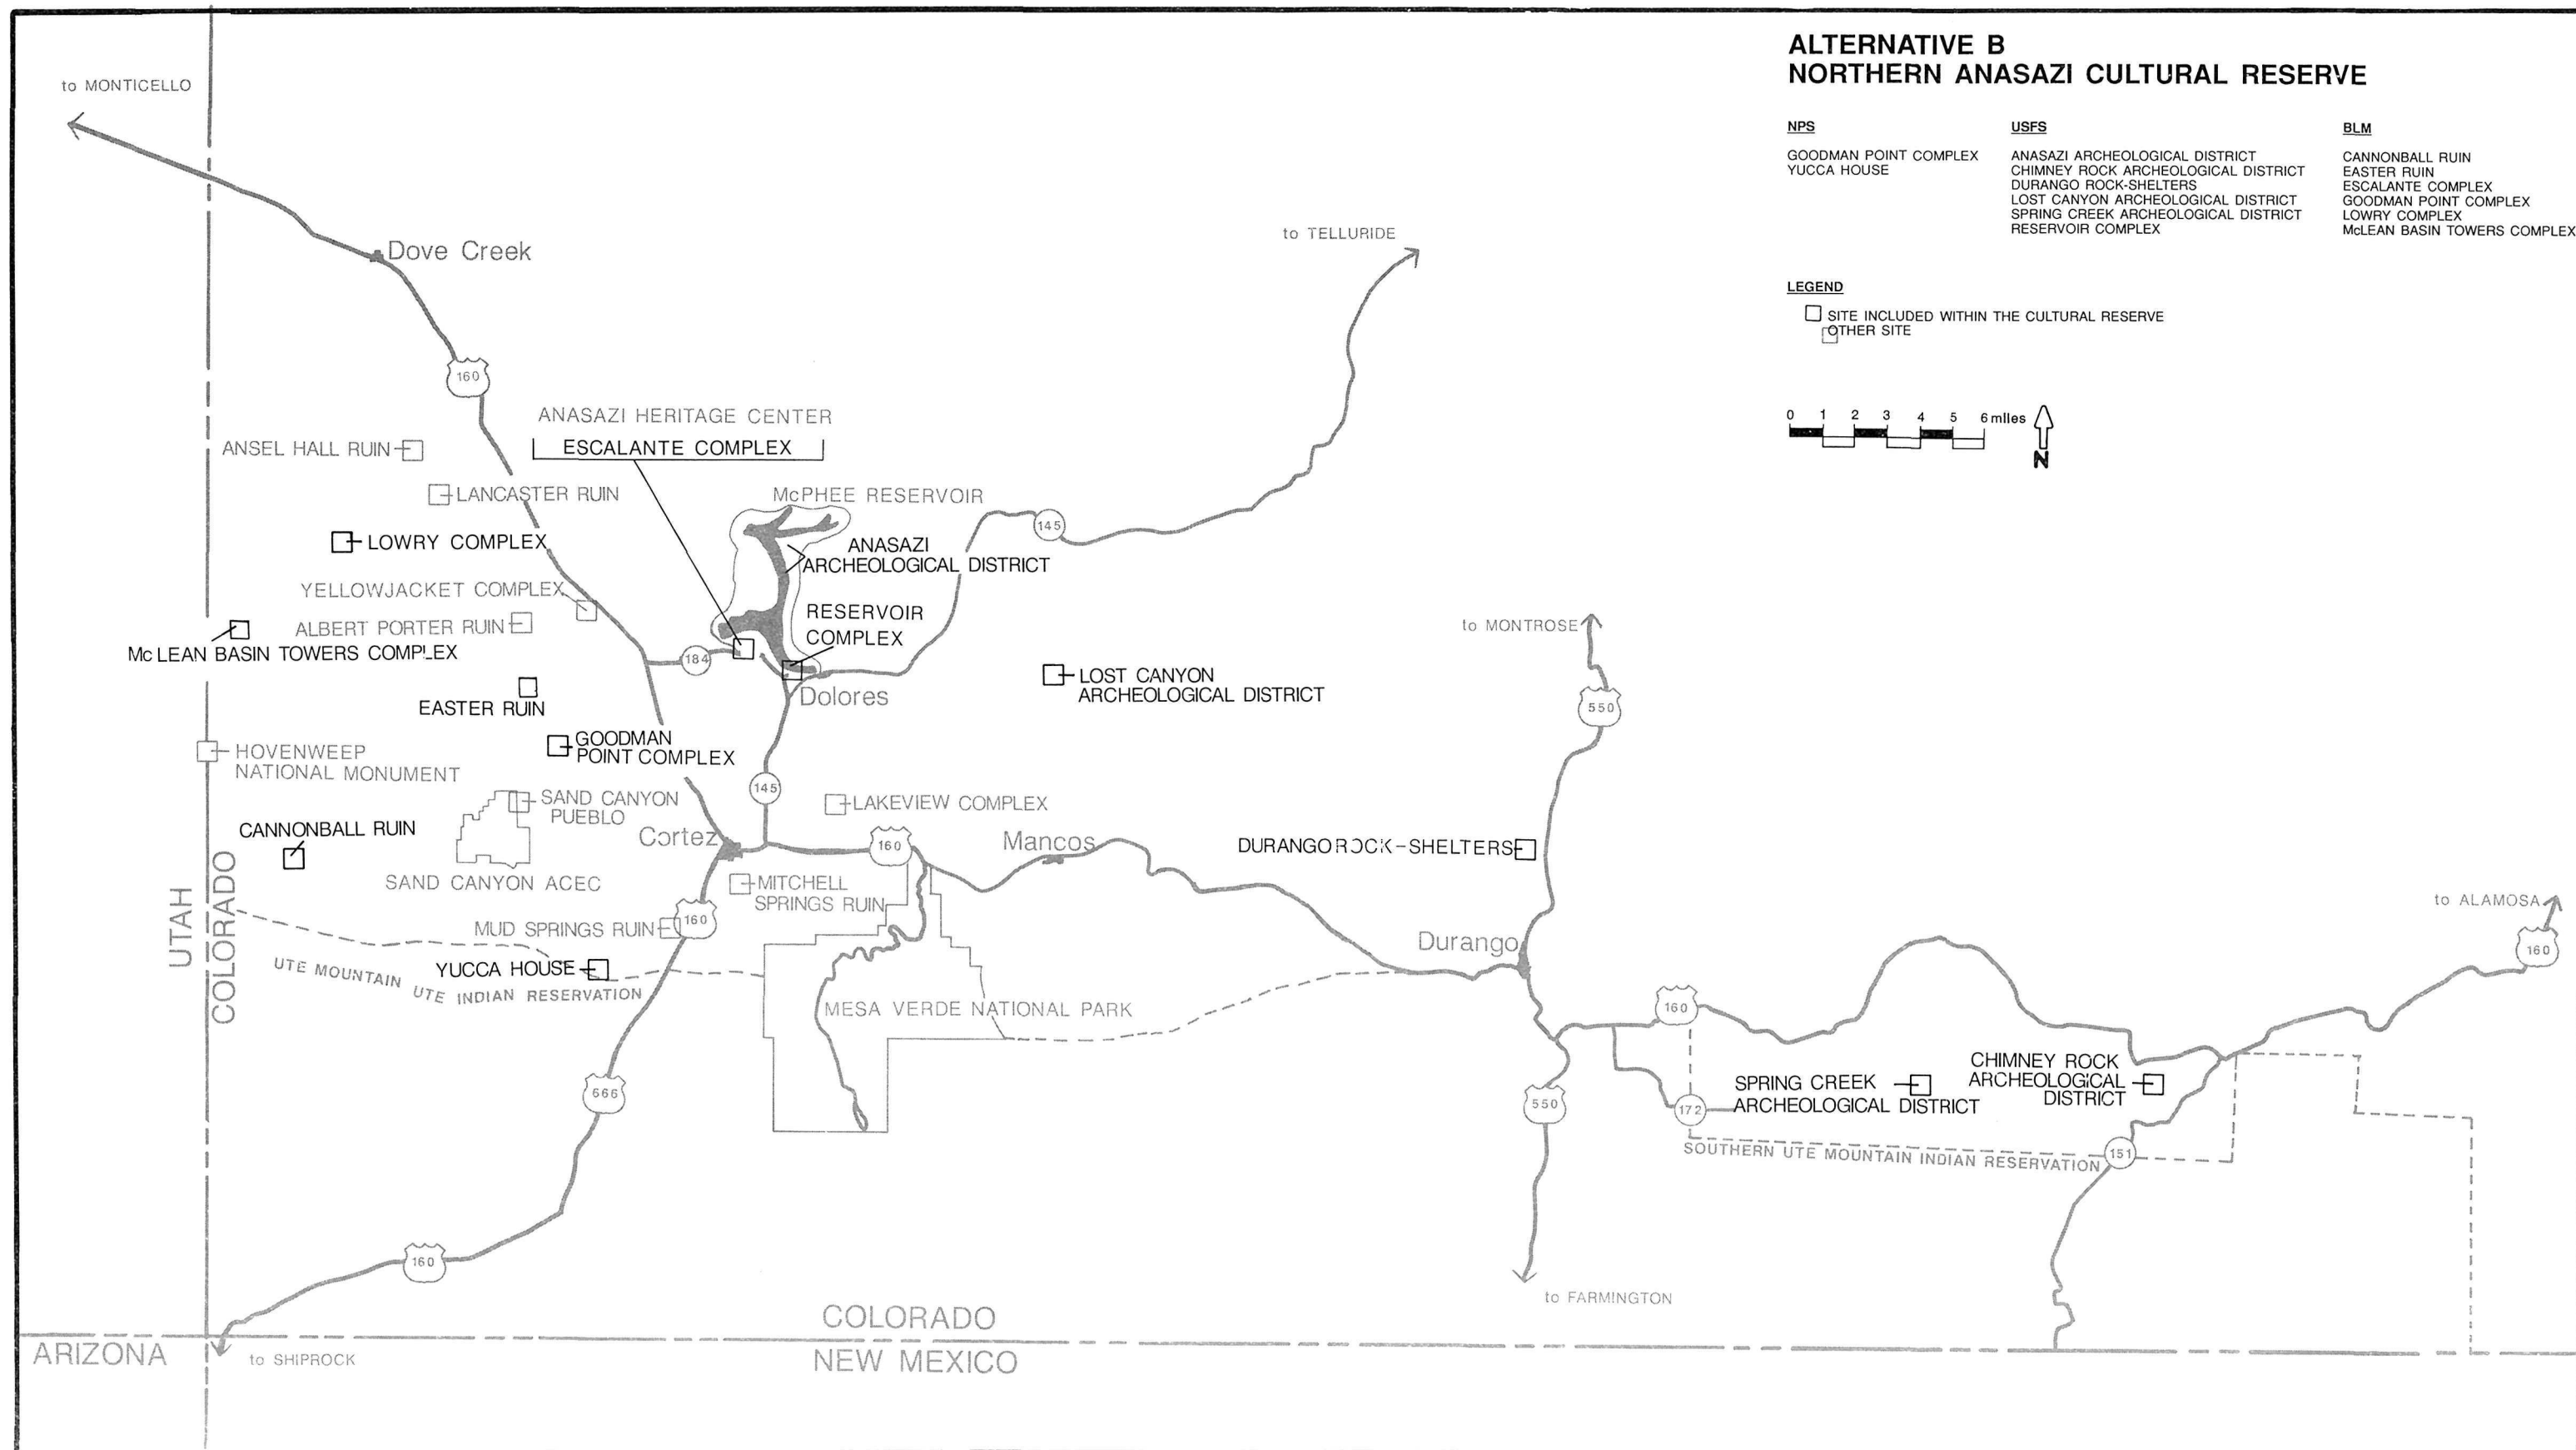 ALTERNATIVE B
NORTHERN ANASAZI CULTURAL RESERVE
NPS
GOODMAN POINT COMPLEX
YUCCA HOUSE
USFS
ANASAZI ARCHEOLOGICAL DISTRICT
CHIMNEY ROCK ARCHEOLOGICAL DISTRICT
DURANGO ROCK-SHELTERS
LOST CANYON ARCHEOLOGICAL DISTRICT
SPRING CREEK ARCHEOLOGICAL DISTRICT
RESERVOIR COMPLEX
BLM
CANNONBALL RUIN
EASTER RUIN
ESCALANTE COMPLEX
GOODMAN POINT COMPLEX
LOWRY COMPLEX
McLEAN BASIN TOWERS COMPLEX
LEGEND
SITE INCLUDED WITHIN THE CULTURAL RESERVE
OTHER SITE
0 1 2 3 4 5 6 miles
N
to MONTICELLO
Dove Creek
to TELLURIDE
160
ANASAZI HERITAGE CENTER
ESCALANTE COMPLEX
ANSEL HALL RUIN
LANCASTER RUIN
McPHEE RESERVOIR
145
LOWRY COMPLEX
ANASAZI
ARCHEOLOGICAL DISTRICT
YELLOWJACKET COMPLEX
ALBERT PORTER RUIN
RESERVOIR
COMPLEX
McLEAN BASIN TOWERS COMPLEX
184
Dolores
LOST CANYON
ARCHEOLOGICAL DISTRICT
to MONTROSE
550
EASTER RUIN
GOODMAN
POINT COMPLEX
HOVENWEEP
NATIONAL MONUMENT
145
SAND CANYON
PUEBLO
LAKEVIEW COMPLEX
CANNONBALL RUIN
Cortez
160
Mancos
DURANGO ROCK-SHELTERS
SAND CANYON ACEC
MITCHELL
SPRINGS RUIN
UTAH
COLORADO
MUD SPRINGS RUIN
160
Durango
to ALAMOSA
160
YUCCA HOUSE
UTE MOUNTAIN UTE INDIAN RESERVATION
MESA VERDE NATIONAL PARK
160
666
550
172
SPRING CREEK
ARCHEOLOGICAL DISTRICT
CHIMNEY ROCK
ARCHEOLOGICAL
DISTRICT
SOUTHERN UTE MOUNTAIN INDIAN RESERVATION
151
160
to FARMINGTON
COLORADO
ARIZONA
to SHIPROCK
NEW MEXICO